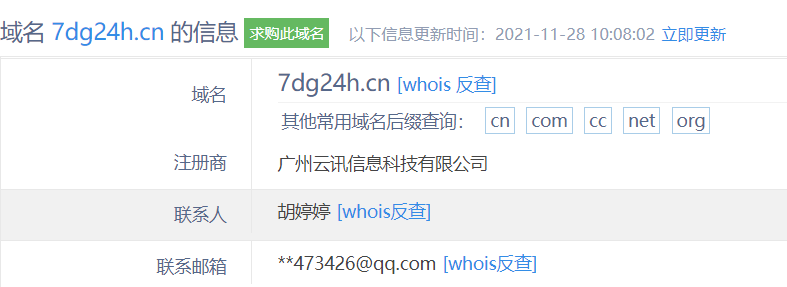 域名 7dg24h.cn 的信息 求购此域名 以下信息更新时间：2021-11-28 10:08:02 立即更新
域名 7dg24h.cn [whois 反查]
其他常用域名后缀查询： cn com cc net org
注册商 广州云讯信息科技有限公司
联系人 胡婷婷 [whois反查]
联系邮箱 **473426@qq.com [whois反查]